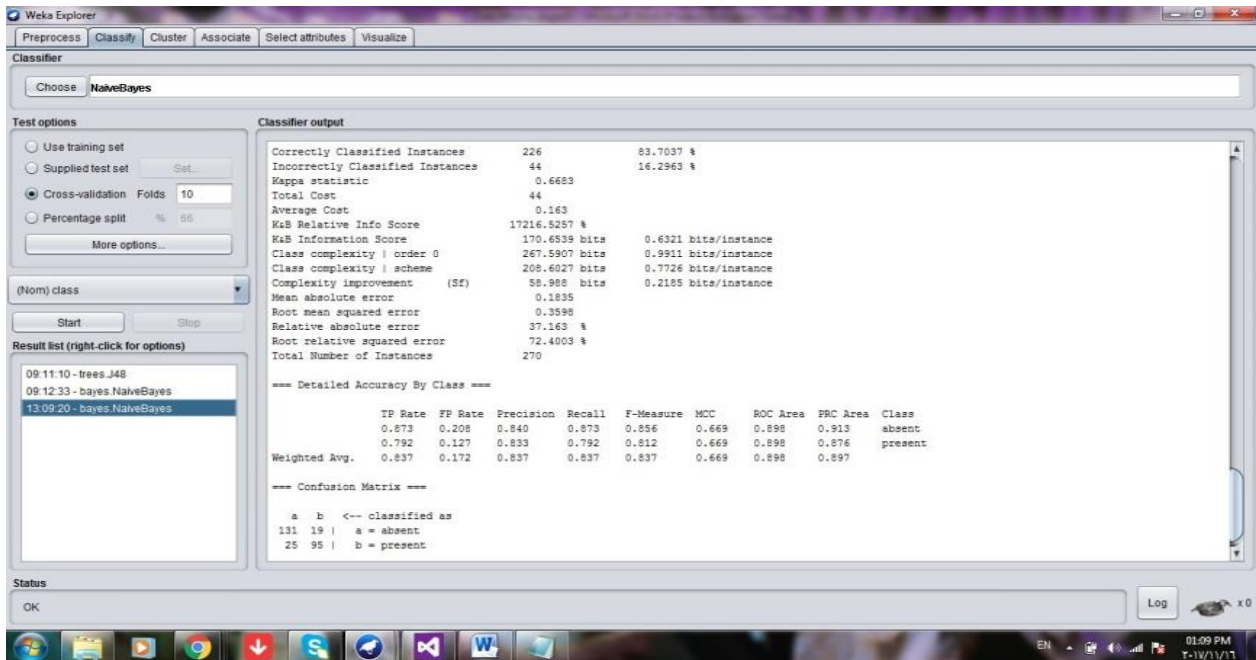 Weka Explorer
Preprocess Classify Cluster Associate Select attributes Visualize
Classifier
Choose NaiveBayes
Test options
Use training set
Supplied test set Set...
Cross-validation Folds 10
Percentage split % 66
More options...
(Nom) class
Start Stop
Result list (right-click for options)
09:11:10 - trees.J48
09:12:33 - bayes.NaiveBayes
13:09:20 - bayes.NaiveBayes
Classifier output
Correctly Classified Instances 226 83.7037 %
Incorrectly Classified Instances 44 16.2963 %
Kappa statistic 0.6683
Total Cost 44
Average Cost 0.163
K&B Relative Info Score 17216.5257 %
K&B Information Score 170.6539 bits 0.6321 bits/instance
Class complexity | order 0 267.5907 bits 0.9911 bits/instance
Class complexity | scheme 208.6027 bits 0.7726 bits/instance
Complexity improvement (Sf) 58.988 bits 0.2185 bits/instance
Mean absolute error 0.1835
Root mean squared error 0.3598
Relative absolute error 37.163 %
Root relative squared error 72.4003 %
Total Number of Instances 270
=== Detailed Accuracy By Class ===
TP Rate FP Rate Precision Recall F-Measure MCC ROC Area PRC Area Class
0.873 0.208 0.840 0.873 0.856 0.669 0.898 0.913 absent
0.792 0.127 0.833 0.792 0.812 0.669 0.898 0.876 present
Weighted Avg. 0.837 0.172 0.837 0.837 0.837 0.669 0.898 0.897
=== Confusion Matrix ===
a b <-- classified as
131 19 | a = absent
25 95 | b = present
Status
OK
Log x 0
EN 01:09 PM
٢٠١٧/١١/١٦